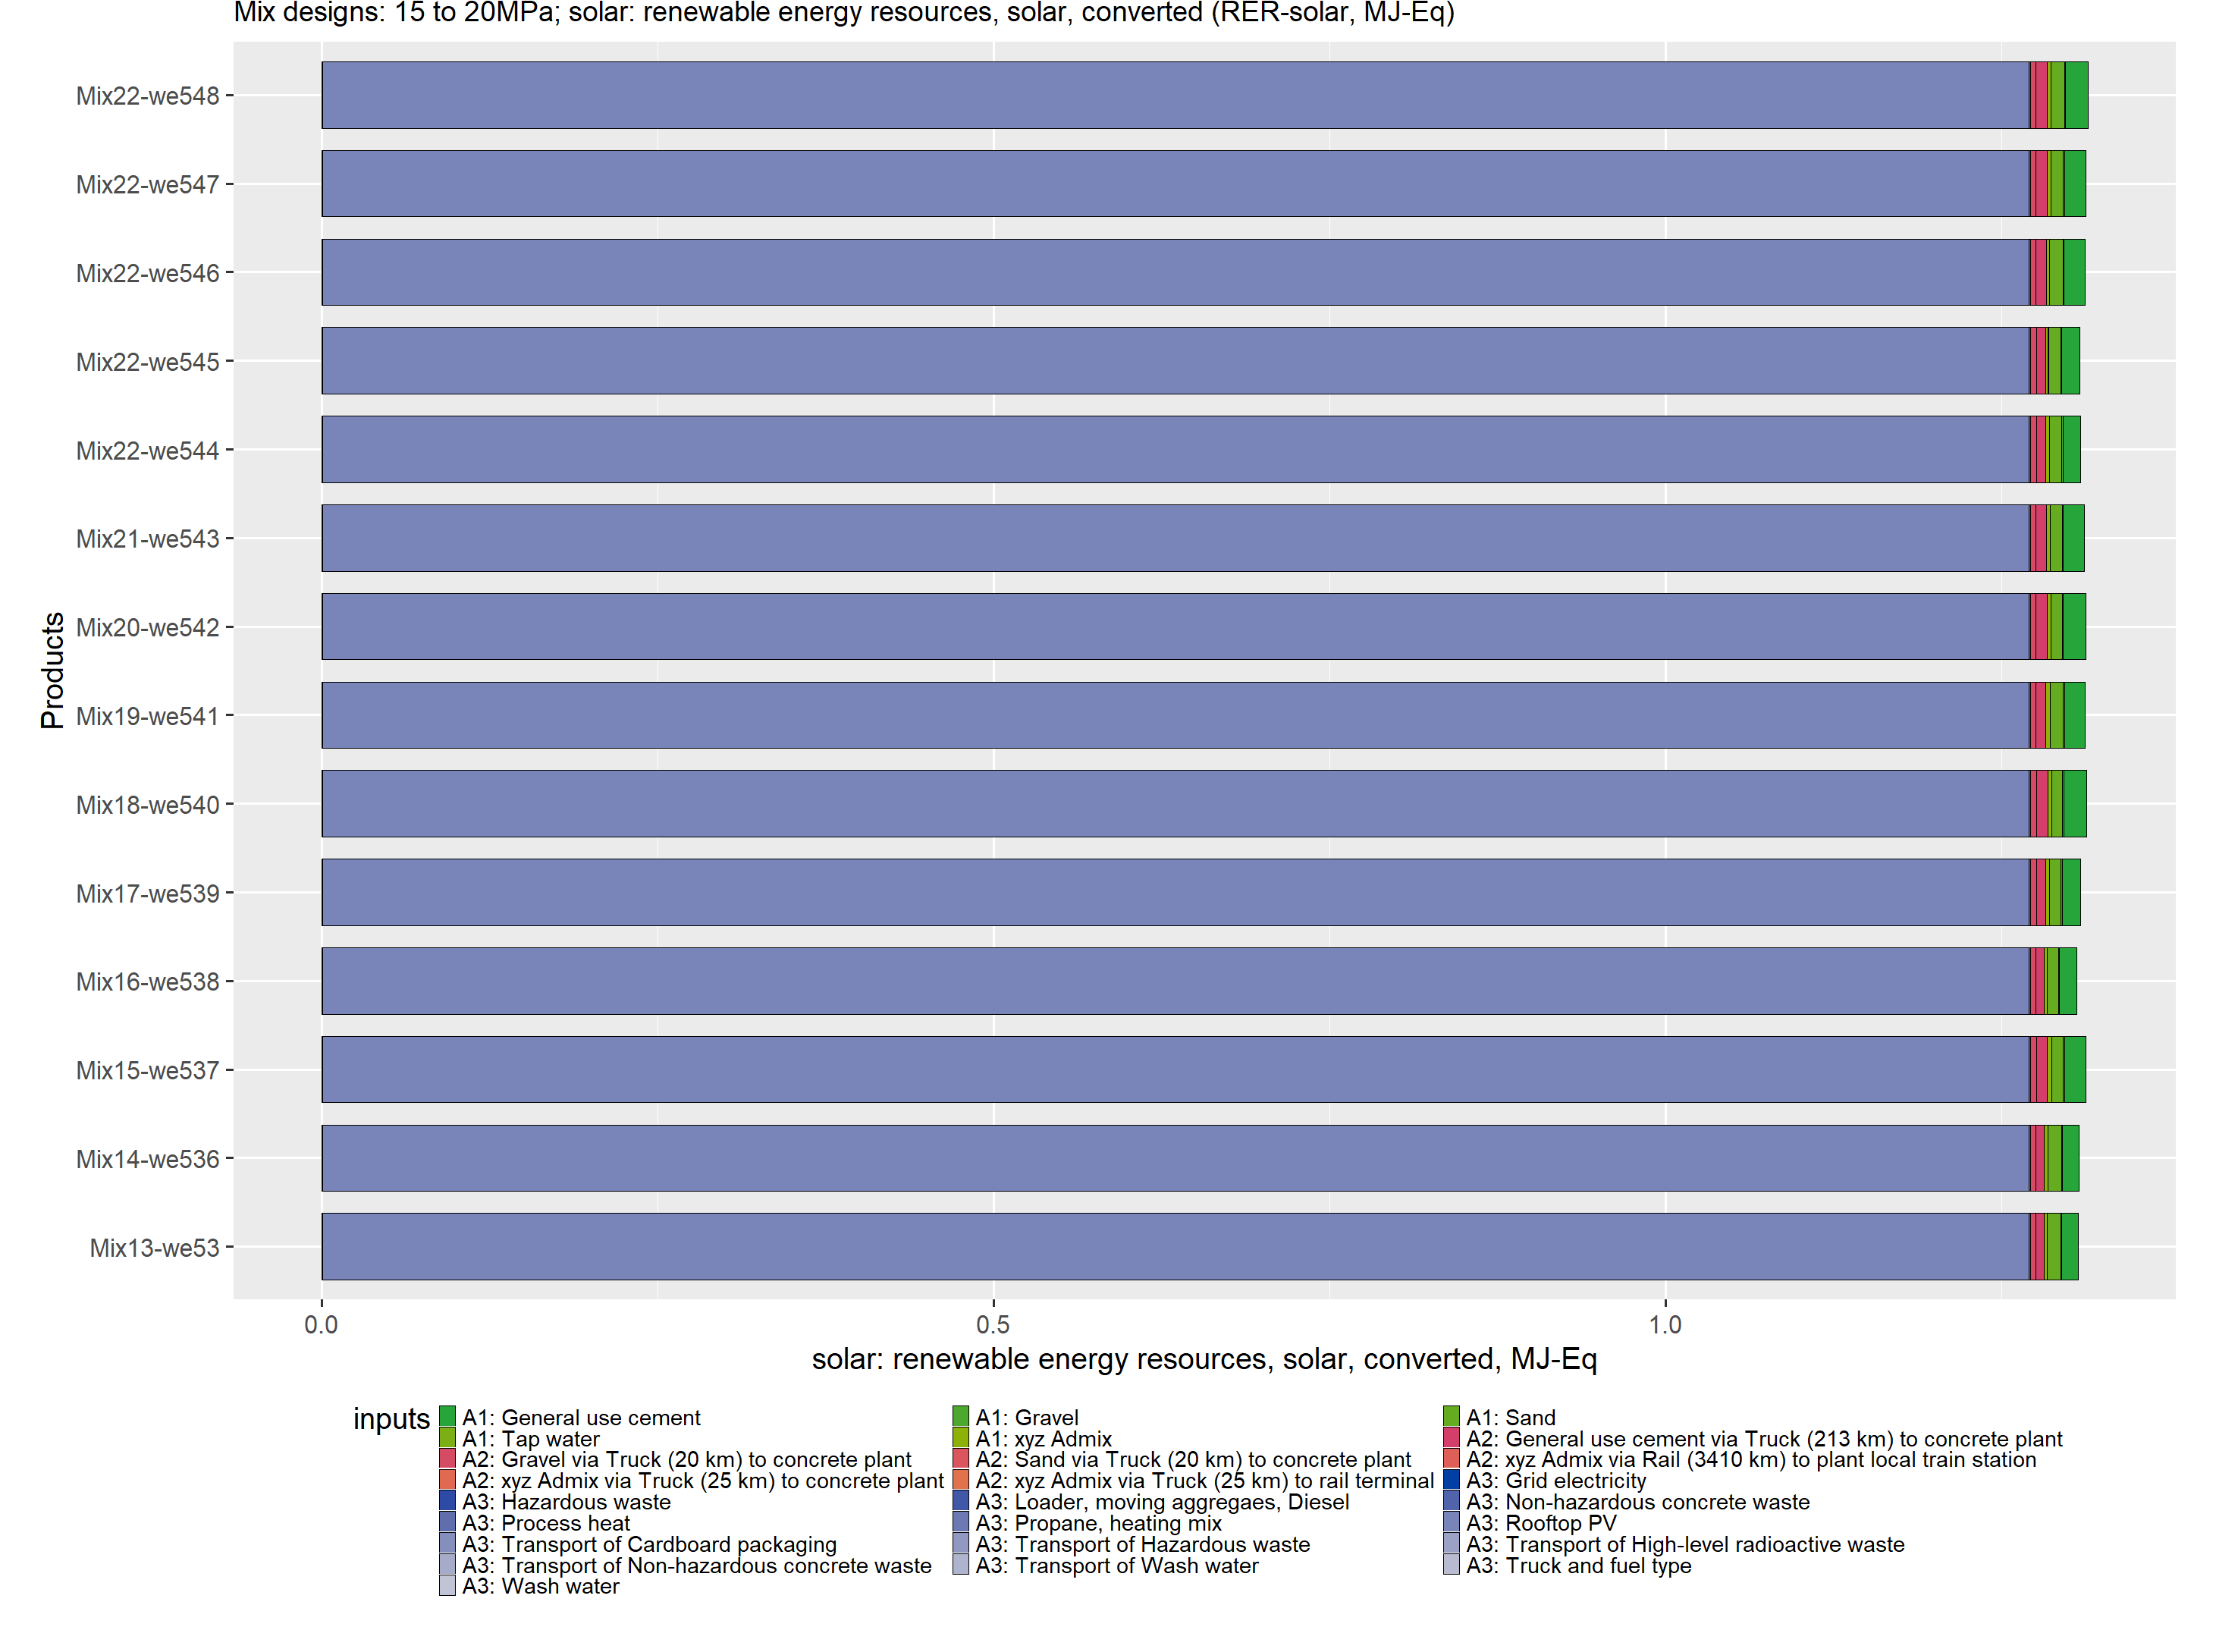 Mix designs: 15 to 20MPa; solar: renewable energy resources, solar, converted (RER-solar, MJ-Eq)
Mix22-we548
Mix22-we547
Mix22-we546
Mix22-we545
Mix22-we544
Mix21-we543
Mix20-we542
Mix19-we541
Mix18-we540
Mix17-we539
Mix16-we538
Mix15-we537
Mix14-we536
Mix13-we53
Products
0.0 0.5 1.0
solar: renewable energy resources, solar, converted, MJ-Eq
inputs
A1: General use cement A1: Gravel A1: Sand
A1: Tap water A1: xyz Admix A2: General use cement via Truck (213 km) to concrete plant
A2: Gravel via Truck (20 km) to concrete plant A2: Sand via Truck (20 km) to concrete plant A2: xyz Admix via Rail (3410 km) to plant local train station
A2: xyz Admix via Truck (25 km) to concrete plant A2: xyz Admix via Truck (25 km) to rail terminal A3: Grid electricity
A3: Hazardous waste A3: Loader, moving aggregaes, Diesel A3: Non-hazardous concrete waste
A3: Process heat A3: Propane, heating mix A3: Rooftop PV
A3: Transport of Cardboard packaging A3: Transport of Hazardous waste A3: Transport of High-level radioactive waste
A3: Transport of Non-hazardous concrete waste A3: Transport of Wash water A3: Truck and fuel type
A3: Wash water